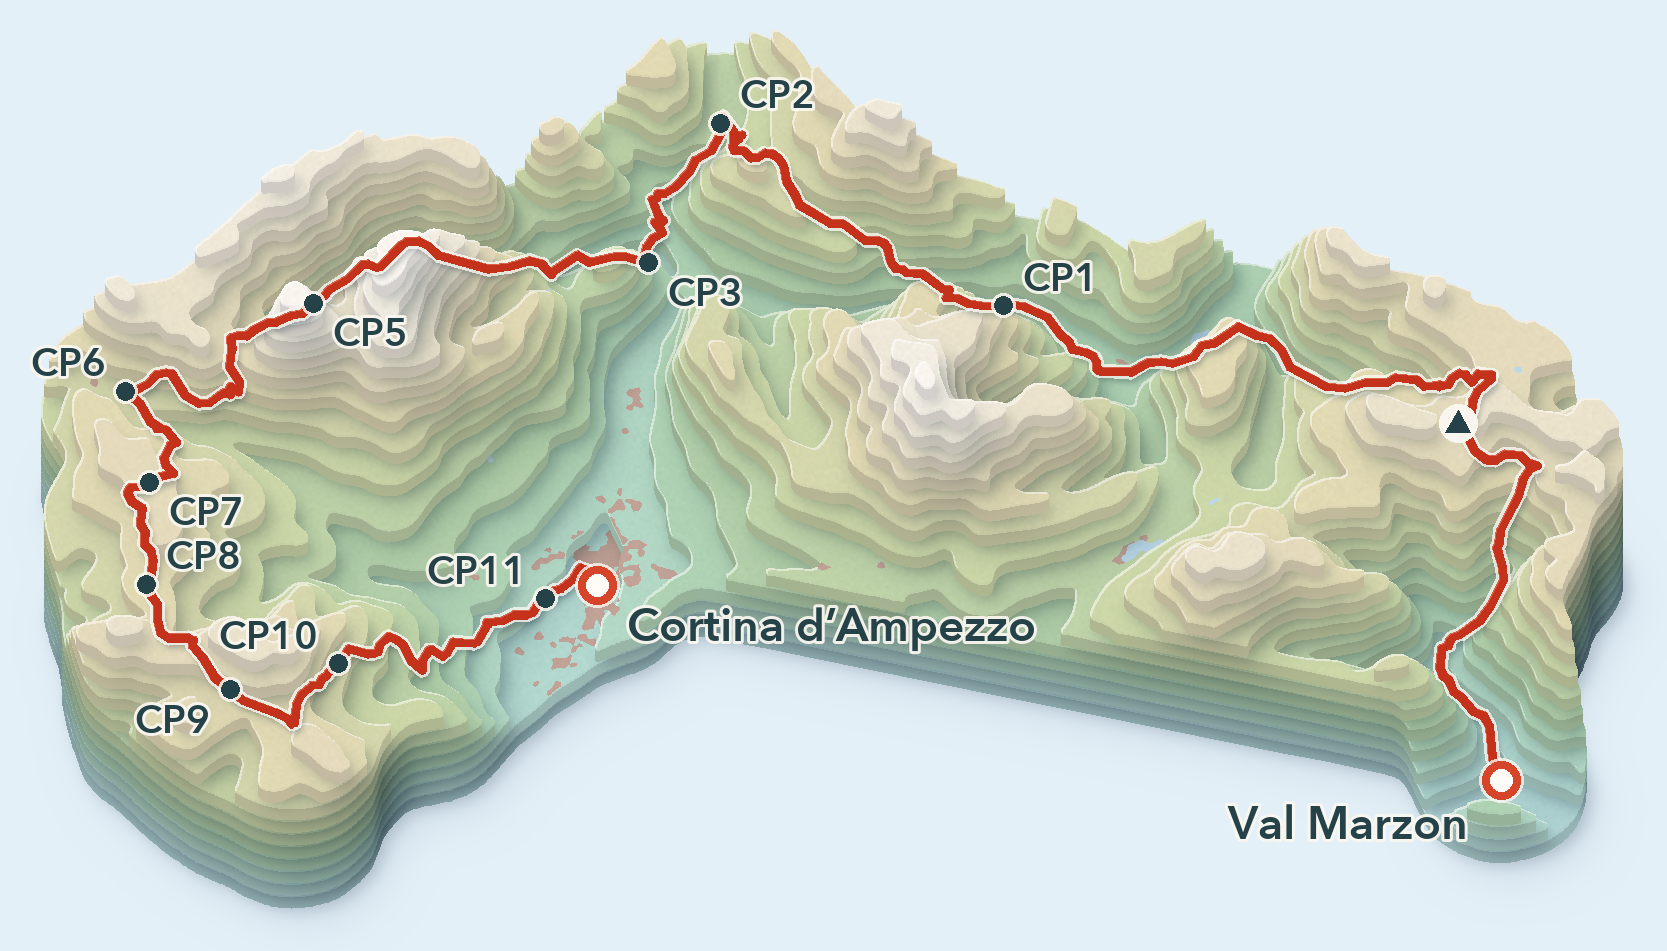 CP2
CP1
CP3
CP5
CP6
CP7
CP8
CP11
CP10
Cortina d’Ampezzo
CP9
Val Marzon